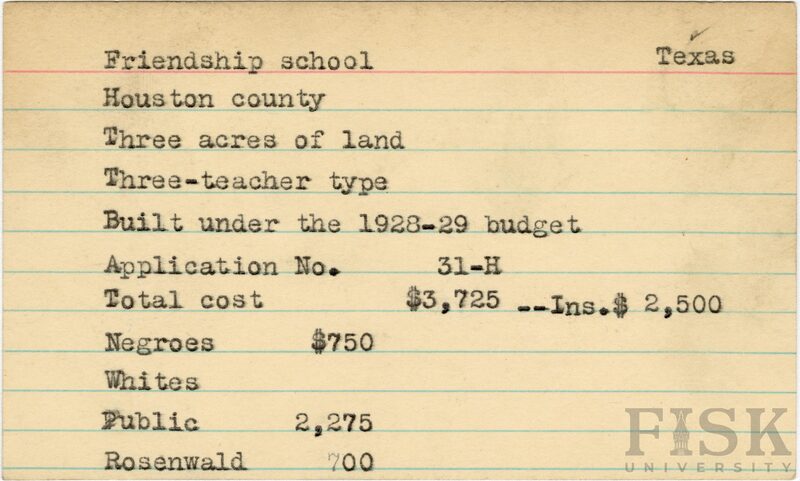 Friendship school Texas
Houston county
Three acres of land
Three-teacher type
Built under the 1928-29 budget
Application No. 31-H
Total cost $3,725 --Ins.$ 2,500
Negroes $750
Whites
Public 2,275
Rosenwald 700
FISK
UNIVERSITY